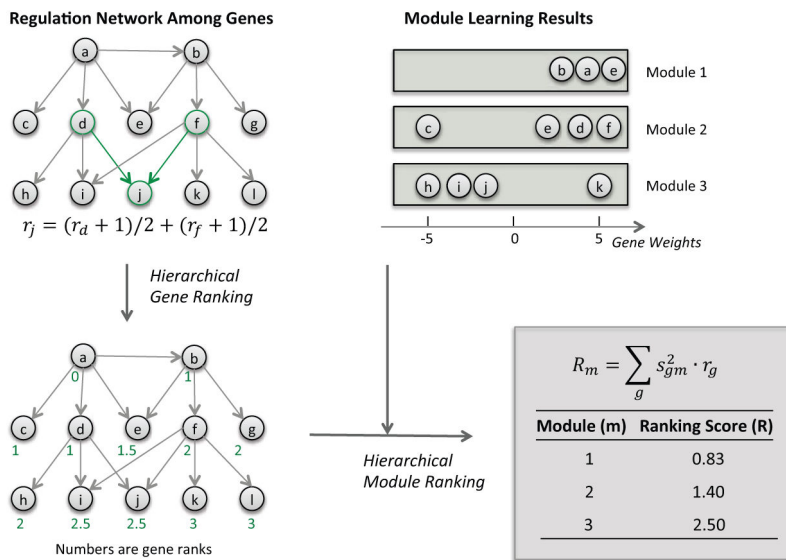 Regulation Network Among Genes
a
b
c
d
e
f
g
h
i
j
k
l
r_j = (r_d + 1)/2 + (r_f + 1)/2
Hierarchical
Gene Ranking
a
b
0
1
c
d
e
f
g
1
1
1.5
2
2
h
i
j
k
l
2
2.5
2.5
3
3
Numbers are gene ranks
Module Learning Results
b a e
Module 1
c e d f
Module 2
h i j k
Module 3
-5 0 5
Gene Weights
Hierarchical
Module Ranking
R_m = ∑_g s²_gm · r_g
Module (m) Ranking Score (R)
1 0.83
2 1.40
3 2.50